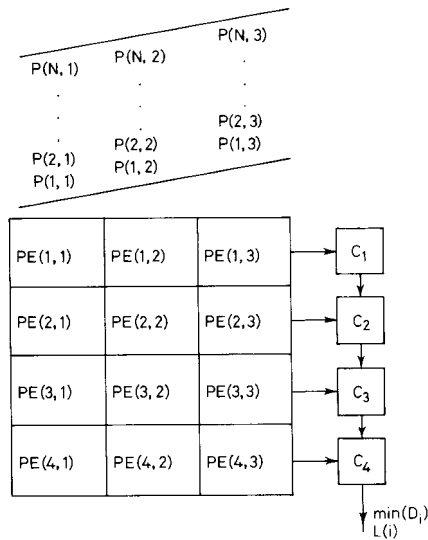 P(N, 1) P(N, 2) P(N, 3)
. . .
. . .
. . .
P(2, 1) P(2, 2) P(2, 3)
P(1, 1) P(1, 2) P(1, 3)
PE(1, 1) PE(1, 2) PE(1, 3) C1
PE(2, 1) PE(2, 2) PE(2, 3) C2
PE(3, 1) PE(3, 2) PE(3, 3) C3
PE(4, 1) PE(4, 2) PE(4, 3) C4
min(Di)
L(i)